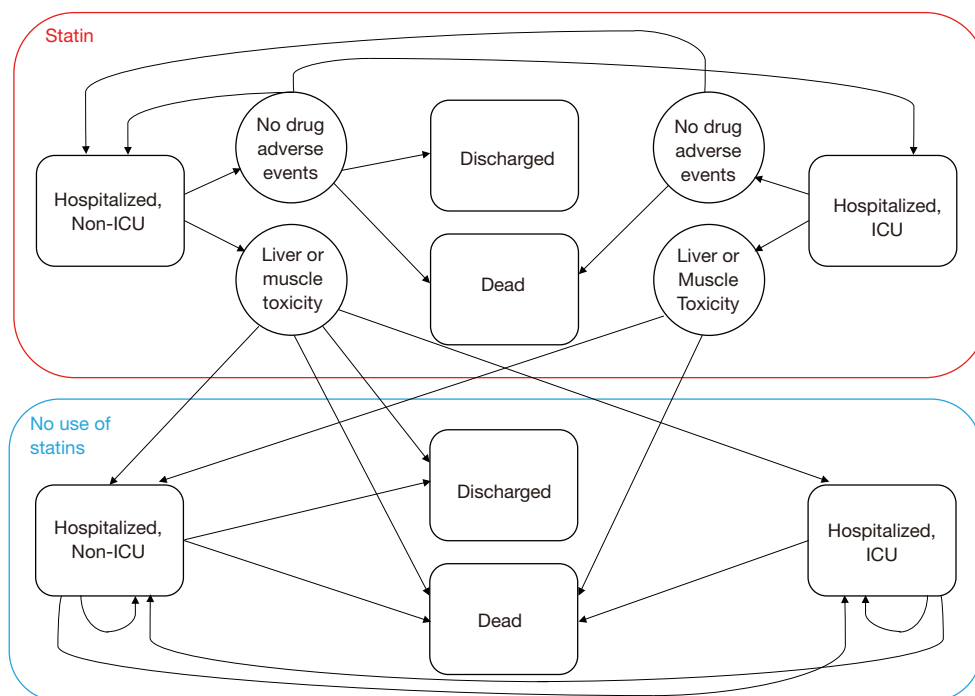 Statin
No drug
adverse
events
No drug
adverse
events
Discharged
Hospitalized,
Non-ICU
Hospitalized,
ICU
Liver or
muscle
toxicity
Dead
Liver or
Muscle
Toxicity
No use of
statins
Discharged
Hospitalized,
Non-ICU
Hospitalized,
ICU
Dead